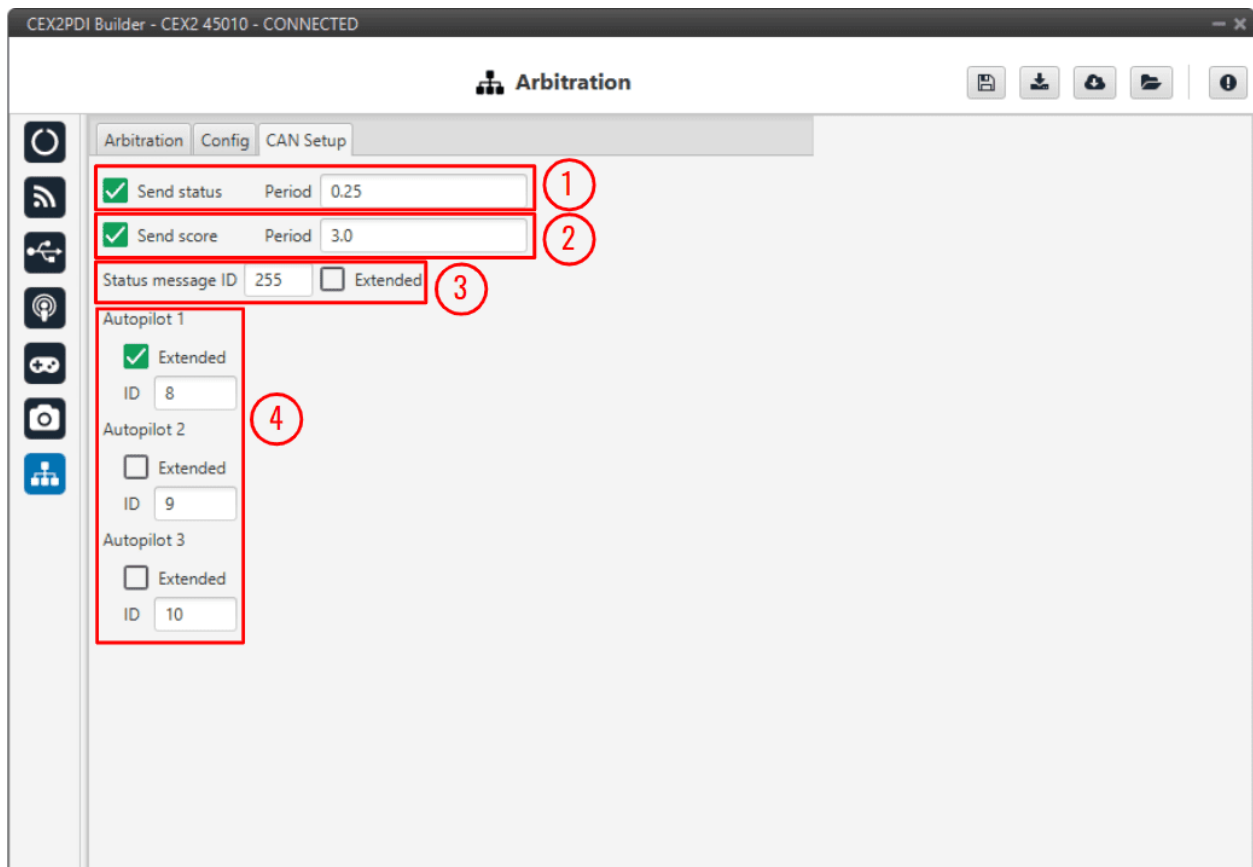 CEX2PDI Builder - CEX2 45010 - CONNECTED
Arbitration
Arbitration Config CAN Setup
Send status Period 0.25 1
Send score Period 3.0 2
Status message ID 255 Extended 3
Autopilot 1
Extended
ID 8
4
Autopilot 2
Extended
ID 9
Autopilot 3
Extended
ID 10